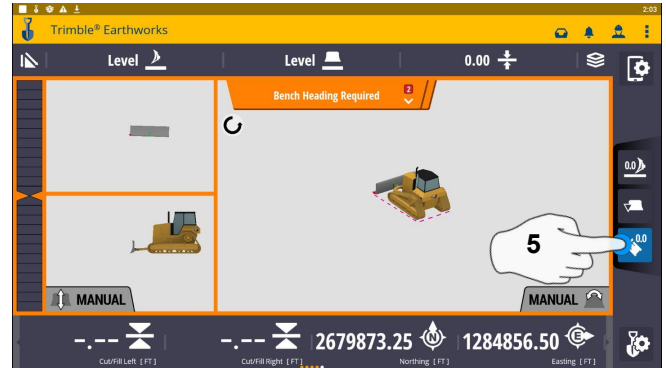 2:03
Trimble® Earthworks
Level
Level
0.00
Bench Heading Required
2
0.0
0.0
5
MANUAL
MANUAL
-.--
-.--
2679873.25
1284856.50
Cut/Fill Left [FT]
Cut/Fill Right [FT]
Northing [FT]
Easting [FT]